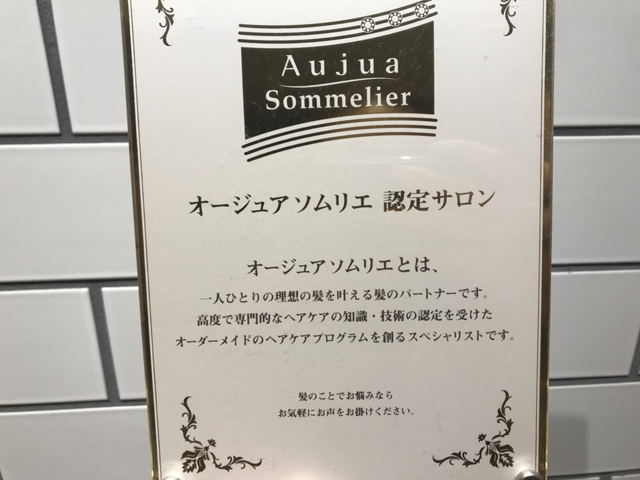 Aujua
Sommelier
オージュア ソムリエ 認定サロン
オージュア ソムリエとは、
一人ひとりの理想の髪を叶える髪のパートナーです。
高度で専門的なヘアケアの知識・技術の認定を受けた
オーダーメイドのヘアケアプログラムを創るスペシャリストです。
髪のことでお悩みなら
お気軽にお声をお掛けください。